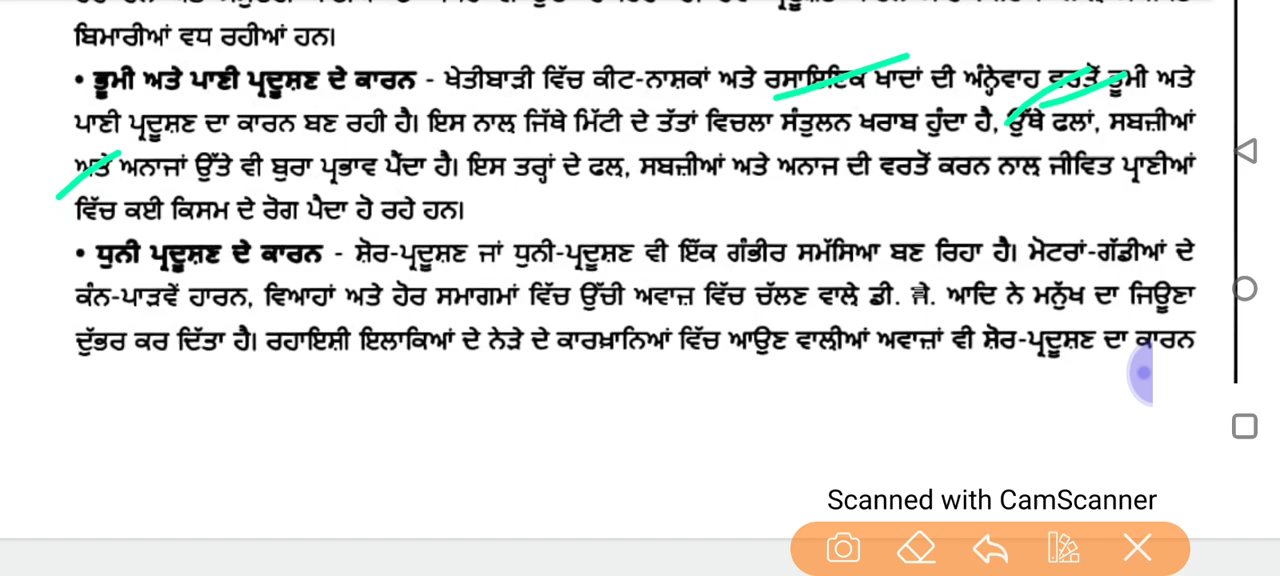 ਬਿਮਾਰੀਆਂ ਵਧ ਰਹੀਆਂ ਹਨ।
• ਭੂਮੀ ਅਤੇ ਪਾਣੀ ਪ੍ਰਦੂਸ਼ਣ ਦੇ ਕਾਰਨ - ਖੇਤੀਬਾੜੀ ਵਿੱਚ ਕੀਟ-ਨਾਸ਼ਕਾਂ ਅਤੇ ਰਸਾਇਣਿਕ ਖਾਦਾਂ ਦੀ ਅੰਨ੍ਹੇਵਾਹ ਵਰਤੋਂ ਭੂਮੀ ਅਤੇ
ਪਾਣੀ ਪ੍ਰਦੂਸ਼ਣ ਦਾ ਕਾਰਨ ਬਣ ਰਹੀ ਹੈ। ਇਸ ਨਾਲ਼ ਜਿੱਥੇ ਮਿੱਟੀ ਦੇ ਤੱਤਾਂ ਵਿਚਲਾ ਸੰਤੁਲਨ ਖਰਾਬ ਹੁੰਦਾ ਹੈ, ਉੱਥੇ ਫਲਾਂ, ਸਬਜ਼ੀਆਂ
ਅਤੇ ਅਨਾਜਾਂ ਉੱਤੇ ਵੀ ਬੁਰਾ ਪ੍ਰਭਾਵ ਪੈਂਦਾ ਹੈ। ਇਸ ਤਰ੍ਹਾਂ ਦੇ ਫਲ, ਸਬਜ਼ੀਆਂ ਅਤੇ ਅਨਾਜ ਦੀ ਵਰਤੋਂ ਕਰਨ ਨਾਲ਼ ਜੀਵਿਤ ਪ੍ਰਾਣੀਆਂ
ਵਿੱਚ ਕਈ ਕਿਸਮ ਦੇ ਰੋਗ ਪੈਦਾ ਹੋ ਰਹੇ ਹਨ।
• ਧੁਨੀ ਪ੍ਰਦੂਸ਼ਣ ਦੇ ਕਾਰਨ - ਸ਼ੋਰ-ਪ੍ਰਦੂਸ਼ਣ ਜਾਂ ਧੁਨੀ-ਪ੍ਰਦੂਸ਼ਣ ਵੀ ਇੱਕ ਗੰਭੀਰ ਸਮੱਸਿਆ ਬਣ ਰਿਹਾ ਹੈ। ਮੋਟਰਾਂ-ਗੱਡੀਆਂ ਦੇ
ਕੰਨ-ਪਾੜਵੇਂ ਹਾਰਨ, ਵਿਆਹਾਂ ਅਤੇ ਹੋਰ ਸਮਾਗਮਾਂ ਵਿੱਚ ਉੱਚੀ ਅਵਾਜ਼ ਵਿੱਚ ਚੱਲਣ ਵਾਲੇ ਡੀ. ਜੇ. ਆਦਿ ਨੇ ਮਨੁੱਖ ਦਾ ਜਿਊਣਾ
ਦੁੱਭਰ ਕਰ ਦਿੱਤਾ ਹੈ। ਰਹਾਇਸ਼ੀ ਇਲਾਕਿਆਂ ਦੇ ਨੇੜੇ ਦੇ ਕਾਰਖ਼ਾਨਿਆਂ ਵਿੱਚ ਆਉਣ ਵਾਲੀਆਂ ਅਵਾਜ਼ਾਂ ਵੀ ਸ਼ੋਰ-ਪ੍ਰਦੂਸ਼ਣ ਦਾ ਕਾਰਨ
Scanned with CamScanner